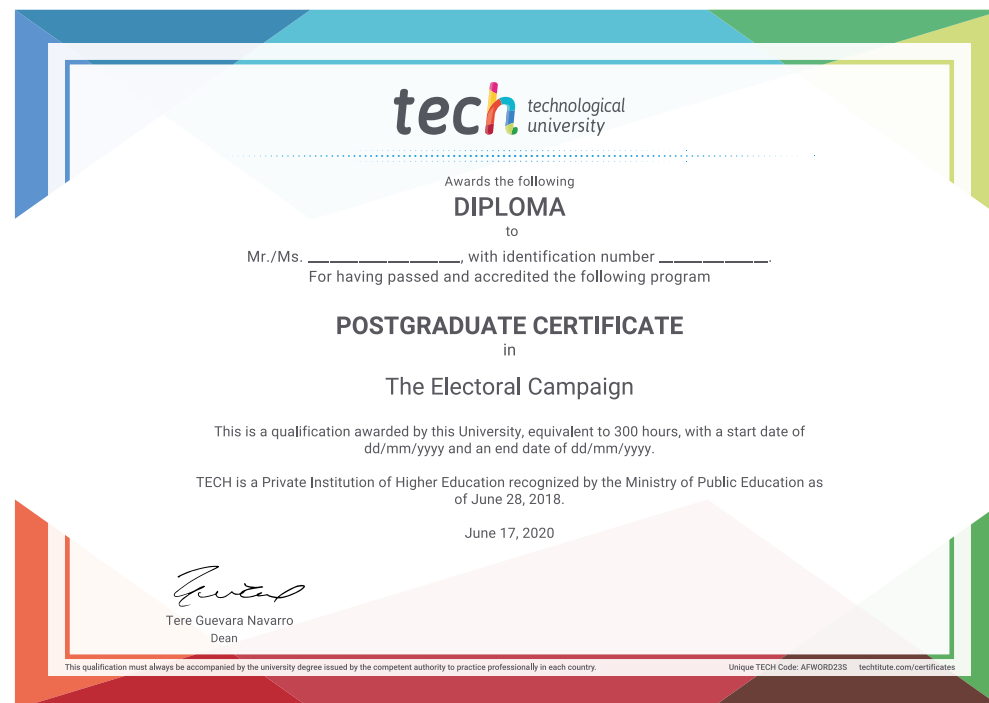 tech technological
university
Awards the following
DIPLOMA
to
Mr./Ms. ____________________, with identification number ______________.
For having passed and accredited the following program
POSTGRADUATE CERTIFICATE
in
The Electoral Campaign
This is a qualification awarded by this University, equivalent to 300 hours, with a start date of
dd/mm/yyyy and an end date of dd/mm/yyyy.
TECH is a Private Institution of Higher Education recognized by the Ministry of Public Education as
of June 28, 2018.
June 17, 2020
Tere Guevara Navarro
Dean
This qualification must always be accompanied by the university degree issued by the competent authority to practice professionally in each country.
Unique TECH Code: AFWORD23S techtitute.com/certificates